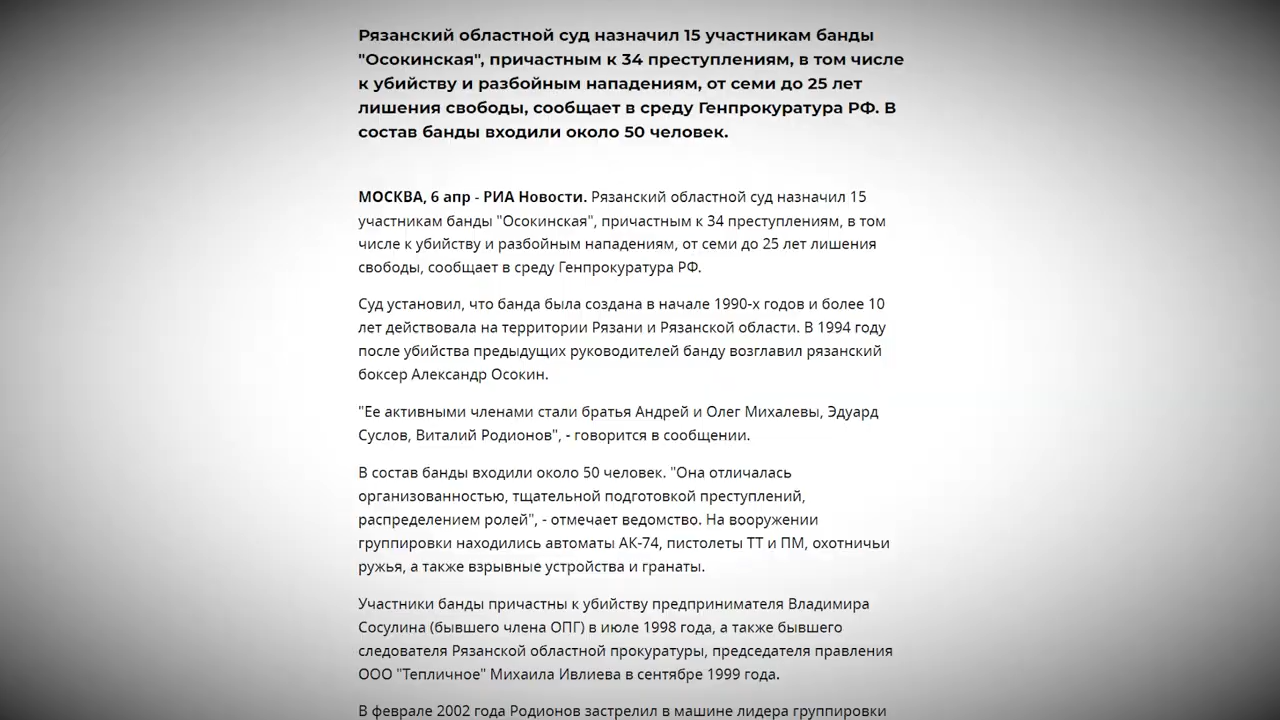 Рязанский областной суд назначил 15 участникам банды
"Осокинская", причастным к 34 преступлениям, в том числе
к убийству и разбойным нападениям, от семи до 25 лет
лишения свободы, сообщает в среду Генпрокуратура РФ. В
состав банды входили около 50 человек.
МОСКВА, 6 апр - РИА Новости. Рязанский областной суд назначил 15
участникам банды "Осокинская", причастным к 34 преступлениям, в том
числе к убийству и разбойным нападениям, от семи до 25 лет лишения
свободы, сообщает в среду Генпрокуратура РФ.
Суд установил, что банда была создана в начале 1990-х годов и более 10
лет действовала на территории Рязани и Рязанской области. В 1994 году
после убийства предыдущих руководителей банду возглавил рязанский
боксер Александр Осокин.
"Ее активными членами стали братья Андрей и Олег Михалевы, Эдуард
Суслов, Виталий Родионов", - говорится в сообщении.
В состав банды входили около 50 человек. "Она отличалась
организованностью, тщательной подготовкой преступлений,
распределением ролей", - отмечает ведомство. На вооружении
группировки находились автоматы АК-74, пистолеты ТТ и ПМ, охотничьи
ружья, а также взрывные устройства и гранаты.
Участники банды причастны к убийству предпринимателя Владимира
Сосулина (бывшего члена ОПГ) в июле 1998 года, а также бывшего
следователя Рязанской областной прокуратуры, председателя правления
ООО "Тепличное" Михаила Ивлиева в сентябре 1999 года.
В феврале 2002 года Родионов застрелил в машине лидера группировки